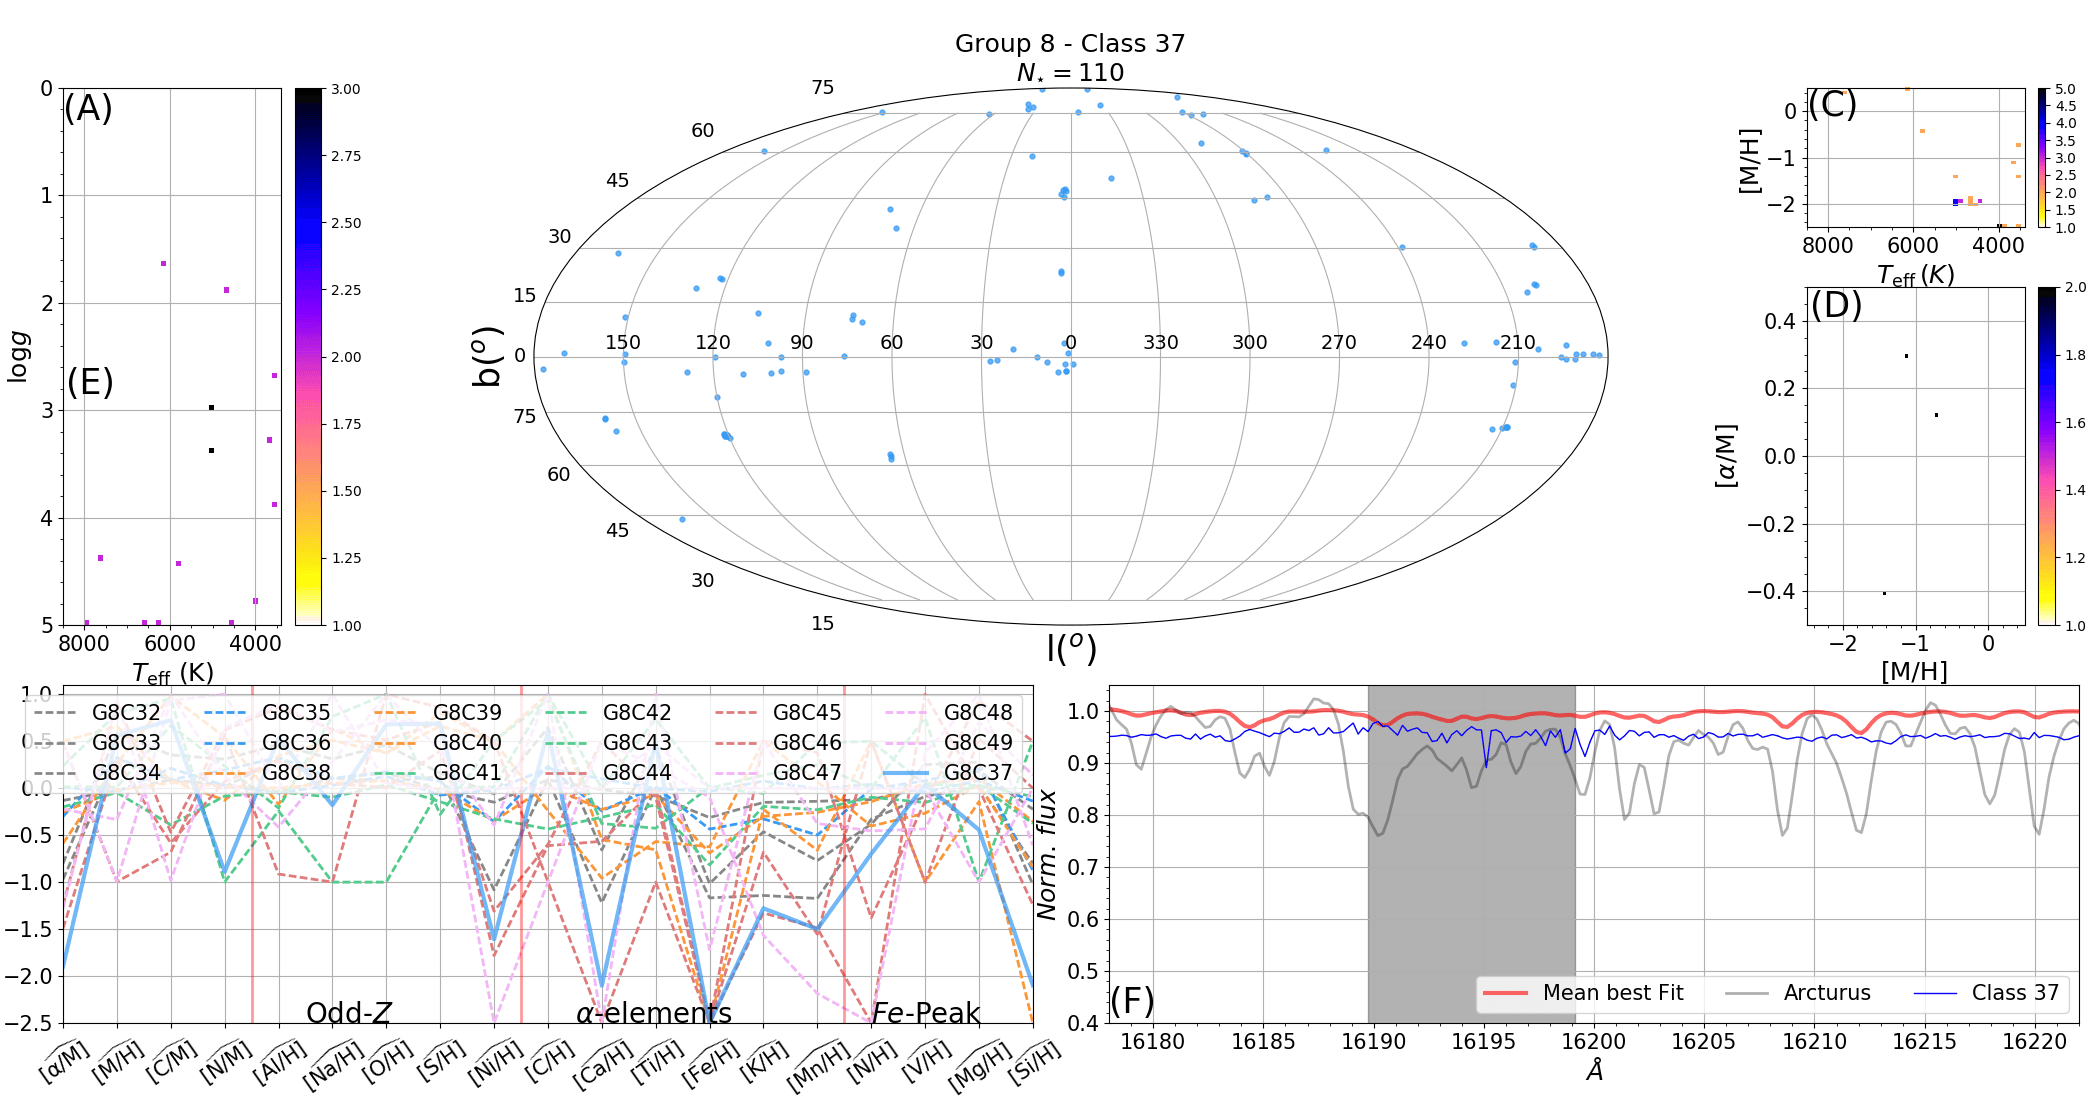 Group 8 - Class 37
N⋆ = 110
(A)
0
1
2
3
4
5
logg
(E)
8000 6000 4000
Teff (K)
3.00
2.75
2.50
2.25
2.00
1.75
1.50
1.25
1.00
75
60
45
30
15
0
75
60
45
30
15
b(°)
150 120 90 60 30 0 330 300 270 240 210
l(°)
(C)
0
−1
−2
[M/H]
8000 6000 4000
Teff (K)
5.0
4.5
4.0
3.5
3.0
2.5
2.0
1.5
1.0
(D)
0.4
0.2
0.0
−0.2
−0.4
[α/M]
−2 −1 0
[M/H]
2.0
1.8
1.6
1.4
1.2
1.0
1.0
0.5
0.0
−0.5
−1.0
−1.5
−2.0
−2.5
G8C32 G8C35 G8C39 G8C42 G8C45 G8C48
G8C33 G8C36 G8C40 G8C43 G8C46 G8C49
G8C34 G8C38 G8C41 G8C44 G8C47 G8C37
Odd-Z α-elements Fe-Peak
[α/M] [M/H] [C/M] [N/M] [Al/H] [Na/H] [O/H] [S/H] [Ni/H] [C/H] [Ca/H] [Ti/H] [Fe/H] [K/H] [Mn/H] [N/H] [V/H] [Mg/H] [Si/H]
1.0
0.9
0.8
0.7
0.6
0.5
0.4
Norm. flux
(F)
Mean best Fit Arcturus Class 37
16180 16185 16190 16195 16200 16205 16210 16215 16220
Å